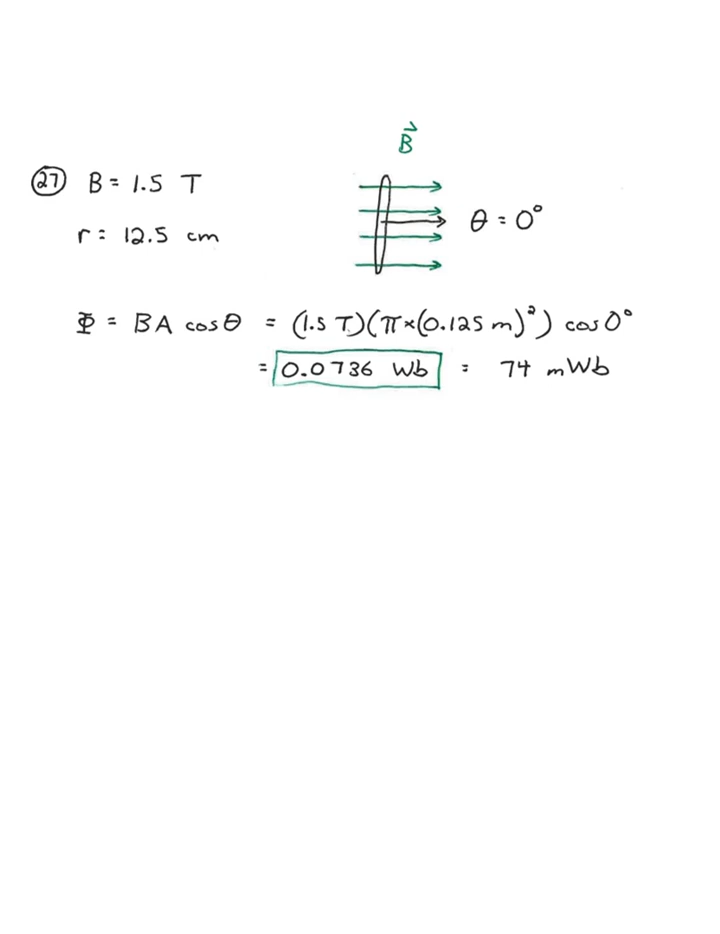 B⃗
㉗ B = 1.5 T
r = 12.5 cm
θ = 0°
Φ = BA cosθ = (1.5 T)(π×(0.125 m)²) cos 0°
= 0.0736 Wb = 74 mWb